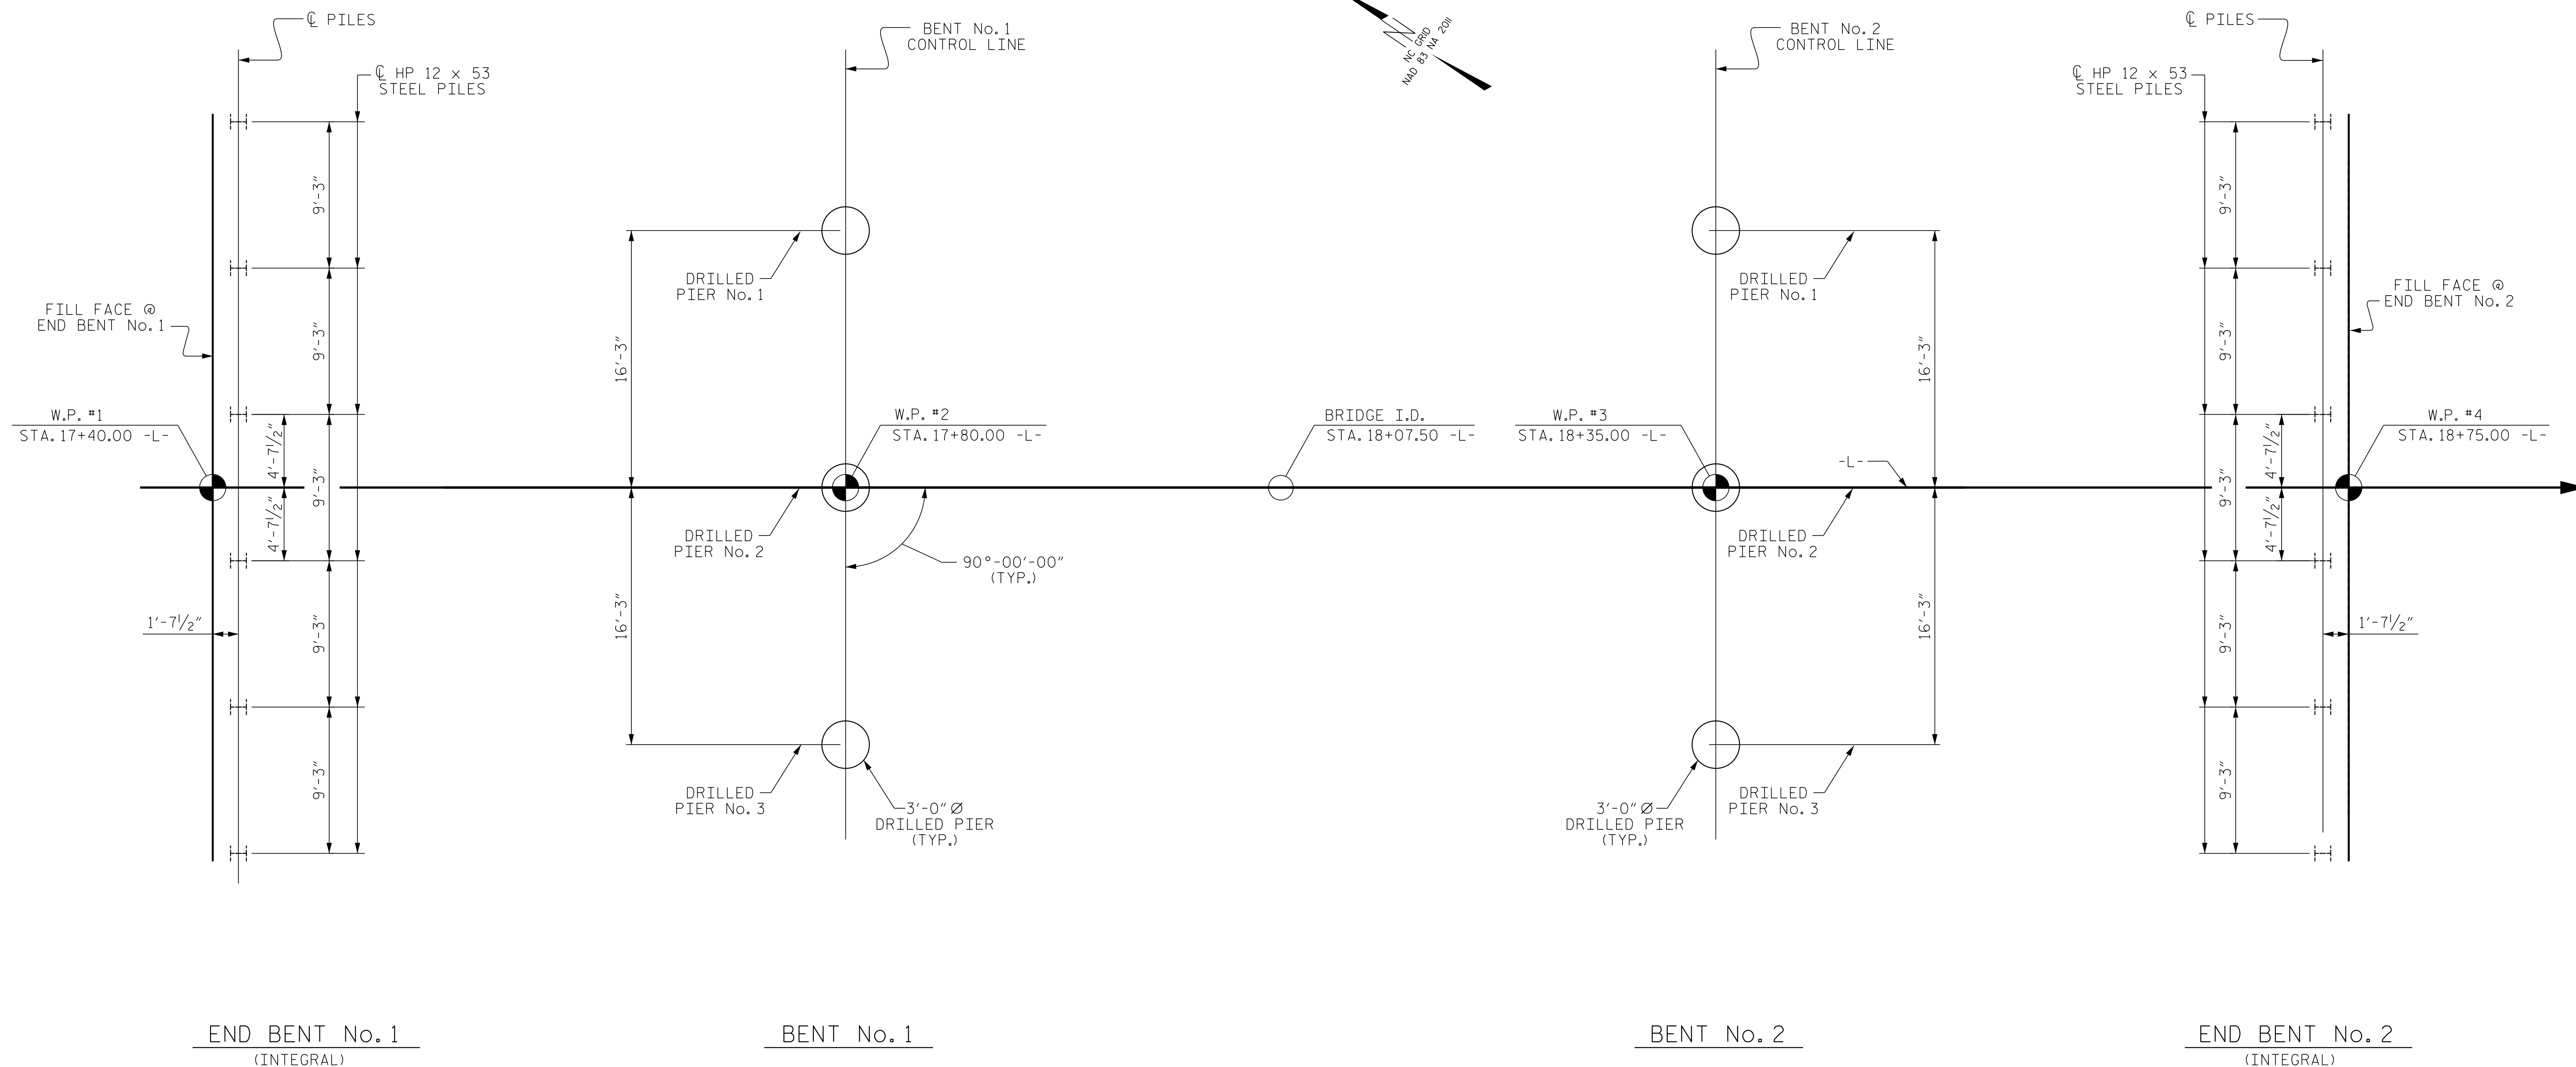 ℄ PILES
BENT No. 1
CONTROL LINE
N
NC GRID
NAD 83 NA 2011
BENT No. 2
CONTROL LINE
℄ PILES
℄ HP 12 x 53
STEEL PILES
℄ HP 12 x 53
STEEL PILES
9'-3"
9'-3"
9'-3"
9'-3"
9'-3"
4'-7½"
4'-7½"
FILL FACE @
END BENT No. 1
W.P. #1
STA. 17+40.00 -L-
1'-7½"
16'-3"
16'-3"
DRILLED
PIER No. 1
W.P. #2
STA. 17+80.00 -L-
DRILLED
PIER No. 2
90°-00'-00"
(TYP.)
DRILLED
PIER No. 3
3'-0" Ø
DRILLED PIER
(TYP.)
BRIDGE I.D.
STA. 18+07.50 -L-
W.P. #3
STA. 18+35.00 -L-
DRILLED
PIER No. 1
-L-
DRILLED
PIER No. 2
16'-3"
16'-3"
3'-0" Ø
DRILLED PIER
(TYP.)
DRILLED
PIER No. 3
9'-3"
9'-3"
9'-3"
9'-3"
9'-3"
4'-7½"
4'-7½"
FILL FACE @
END BENT No. 2
W.P. #4
STA. 18+75.00 -L-
1'-7½"
END BENT No. 1
(INTEGRAL)
BENT No. 1
BENT No. 2
END BENT No. 2
(INTEGRAL)